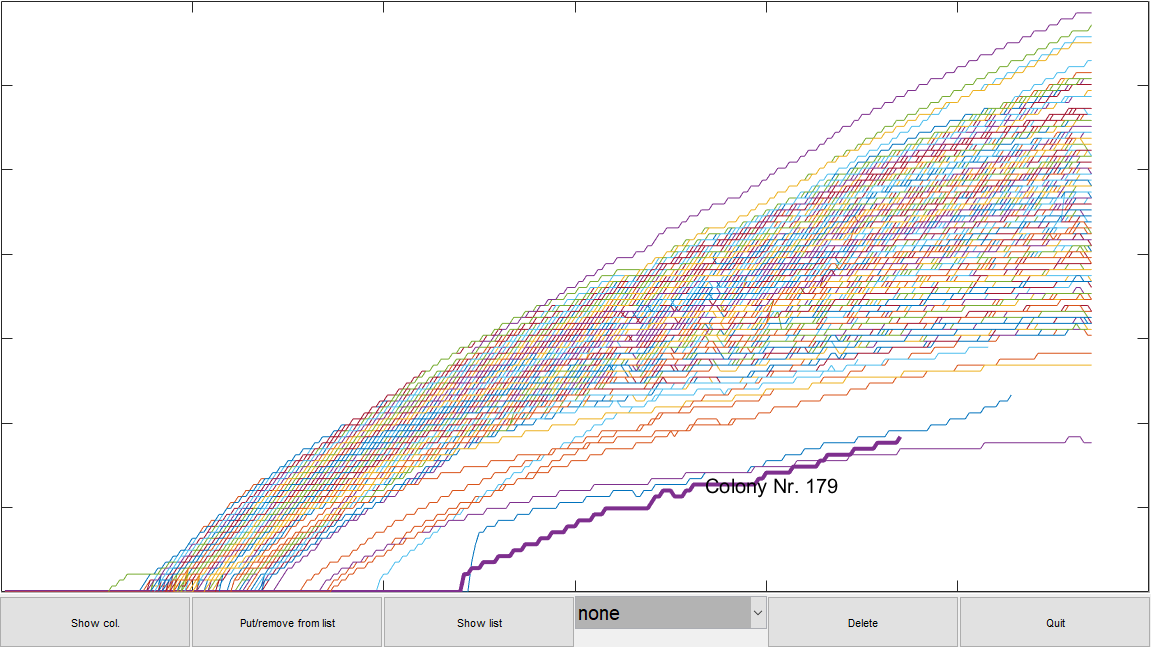 Colony Nr. 179
Show col.
Put/remove from list
Show list
none
Delete
Quit